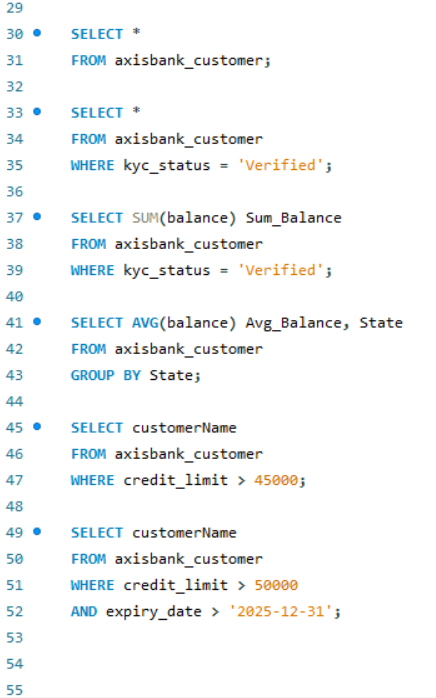 29
30 SELECT *
31 FROM axisbank_customer;
32
33 SELECT *
34 FROM axisbank_customer
35 WHERE kyc_status = 'Verified';
36
37 SELECT SUM(balance) Sum_Balance
38 FROM axisbank_customer
39 WHERE kyc_status = 'Verified';
40
41 SELECT AVG(balance) Avg_Balance, State
42 FROM axisbank_customer
43 GROUP BY State;
44
45 SELECT customerName
46 FROM axisbank_customer
47 WHERE credit_limit > 45000;
48
49 SELECT customerName
50 FROM axisbank_customer
51 WHERE credit_limit > 50000
52 AND expiry_date > '2025-12-31';
53
54
55